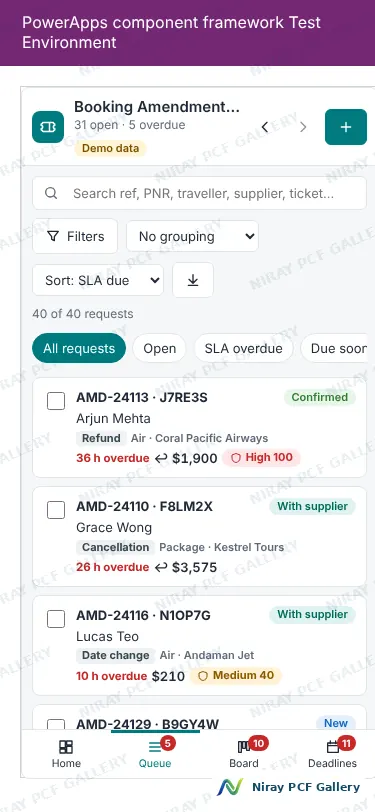 PowerApps component framework Test
Environment
Booking Amendment...
31 open · 5 overdue
Demo data
Search ref, PNR, traveller, supplier, ticket...
Filters
No grouping
Sort: SLA due
40 of 40 requests
All requests
Open
SLA overdue
Due soon
AMD-24113 · J7RE3S
Confirmed
Arjun Mehta
Refund Air · Coral Pacific Airways
36 h overdue ↩ $1,900 High 100
AMD-24110 · F8LM2X
With supplier
Grace Wong
Cancellation Package · Kestrel Tours
26 h overdue ↩ $3,575
AMD-24116 · N1OP7G
With supplier
Lucas Teo
Date change Air · Andaman Jet
10 h overdue $210 Medium 40
AMD-24129 · B9GY4W
New
Home
Queue 5
Board 10
Deadlines 11
Niray PCF Gallery
NIRAY PCF GALLERY